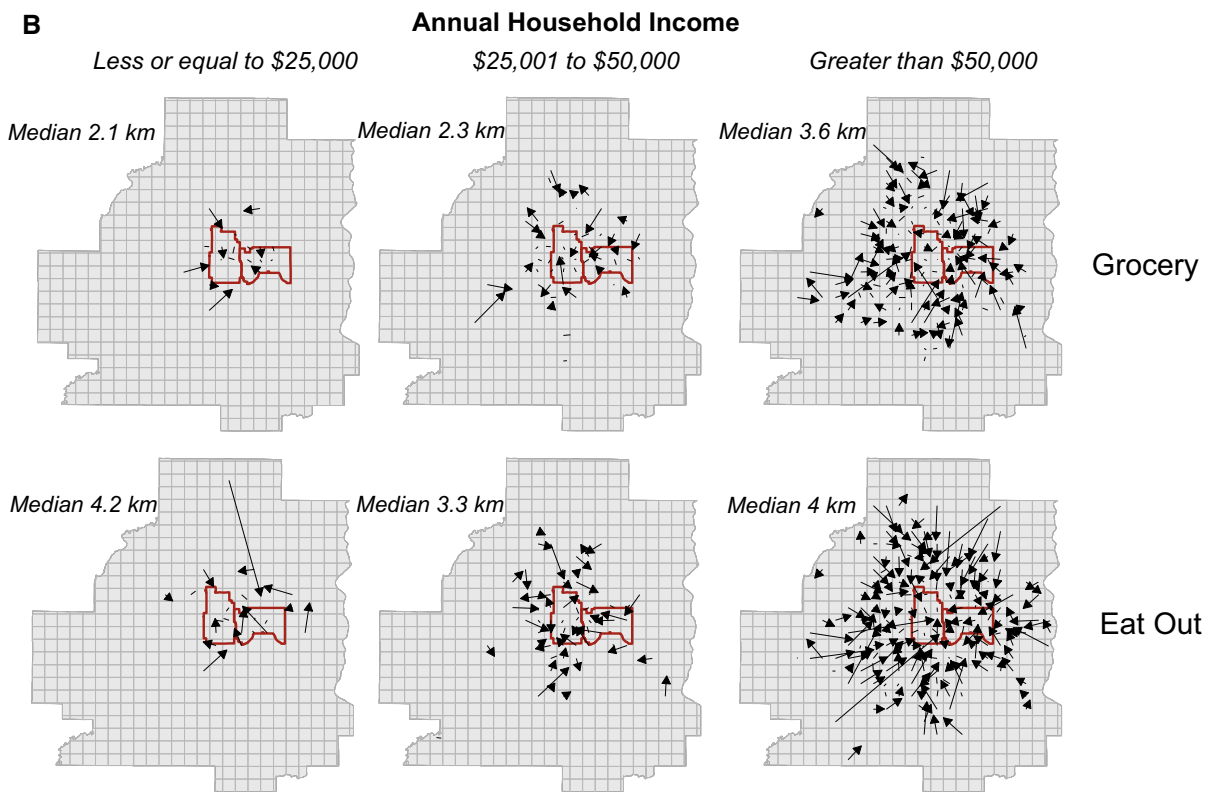 B
Annual Household Income
Less or equal to $25,000
$25,001 to $50,000
Greater than $50,000
Median 2.1 km
Median 2.3 km
Median 3.6 km
Grocery
Median 4.2 km
Median 3.3 km
Median 4 km
Eat Out